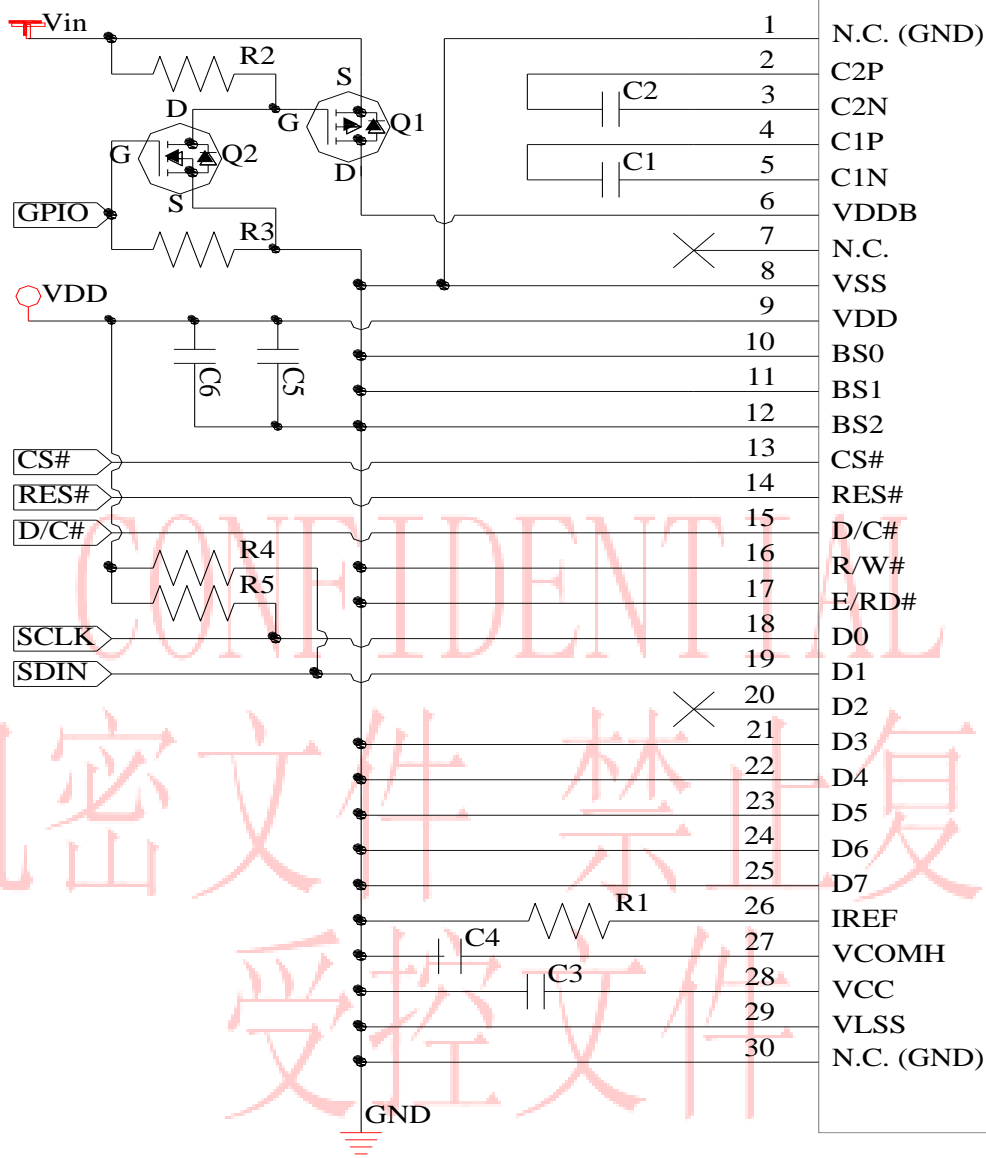 Vin
R2
S
D
G
Q1
G
Q2
D
S
GPIO
R3
VDD
C6
C5
CS#
RES#
D/C#
R4
R5
SCLK
SDIN
C2
C1
R1
C4
C3
GND
1 N.C. (GND)
2 C2P
3 C2N
4 C1P
5 C1N
6 VDDB
7 N.C.
8 VSS
9 VDD
10 BS0
11 BS1
12 BS2
13 CS#
14 RES#
15 D/C#
16 R/W#
17 E/RD#
18 D0
19 D1
20 D2
21 D3
22 D4
23 D5
24 D6
25 D7
26 IREF
27 VCOMH
28 VCC
29 VLSS
30 N.C. (GND)
CONFIDENTIAL
密文件 禁止复
受控文件